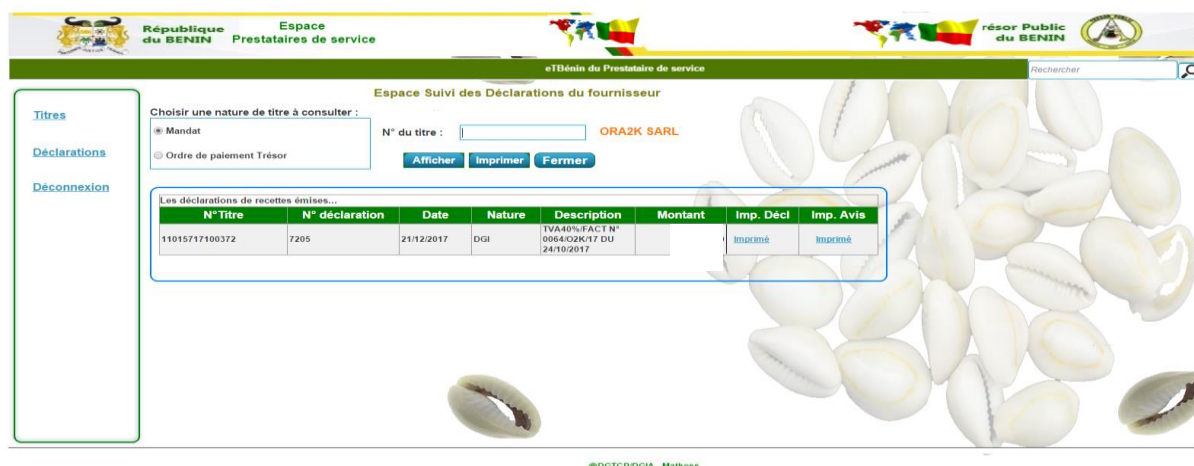 République
du BENIN
Espace
Prestataires de service
résor Public
du BENIN
eTBénin du Prestataire de service
Rechercher
Espace Suivi des Déclarations du fournisseur
Titres
Déclarations
Déconnexion
Choisir une nature de titre à consulter :
Mandat
Ordre de paiement Trésor
N° du titre :
ORA2K SARL
Afficher Imprimer Fermer
Les déclarations de recettes émises...
N°Titre N° déclaration Date Nature Description Montant Imp. Décl Imp. Avis
11015717100372 7205 21/12/2017 DGI TVA40%/FACT N° Imprimé Imprimé
0064/O2K/17 DU
24/10/2017
@DGTCP/DGIA - Matkoss